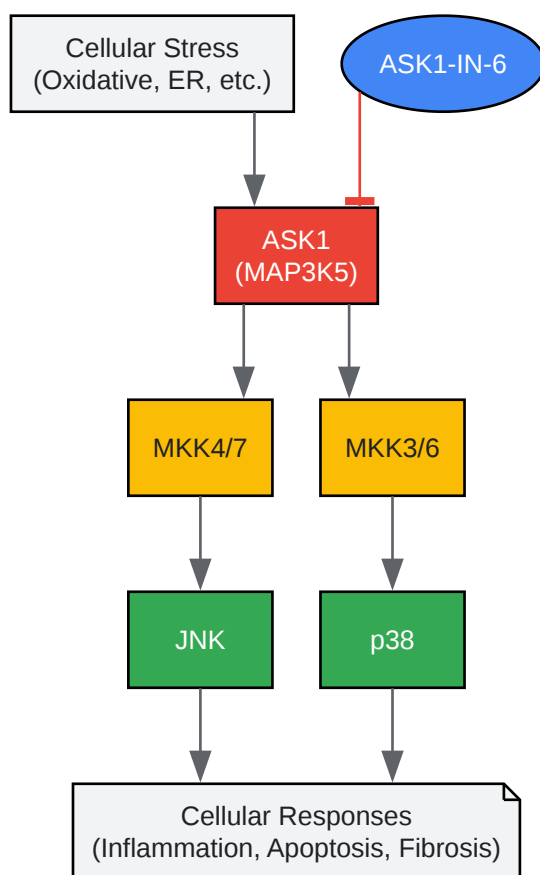 Cellular Stress
(Oxidative, ER, etc.)
ASK1-IN-6
ASK1
(MAP3K5)
MKK4/7
MKK3/6
JNK
p38
Cellular Responses
(Inflammation, Apoptosis, Fibrosis)